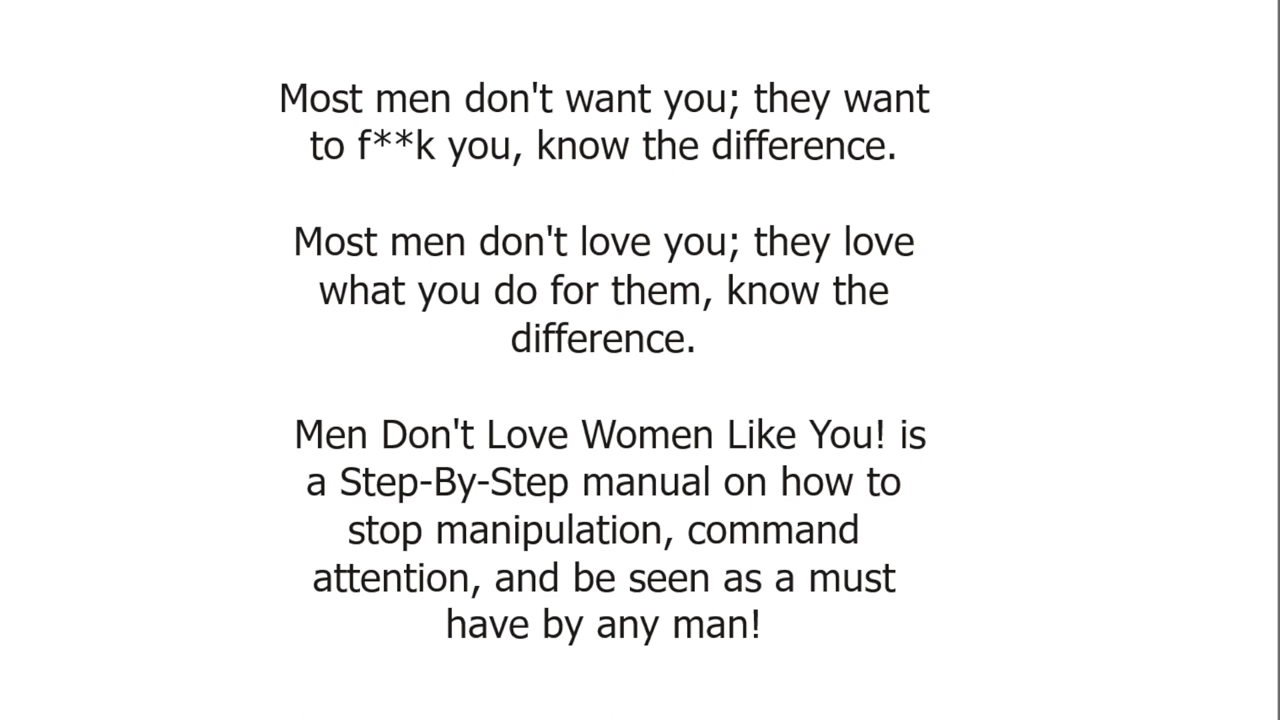 Most men don't want you; they want
to f**k you, know the difference.
Most men don't love you; they love
what you do for them, know the
difference.
Men Don't Love Women Like You! is
a Step-By-Step manual on how to
stop manipulation, command
attention, and be seen as a must
have by any man!